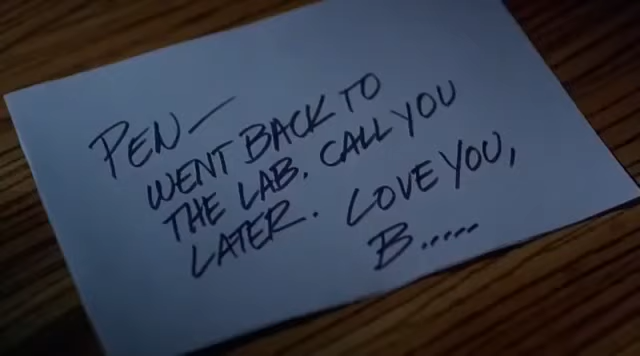 PEN—
WENT BACK TO
THE LAB. CALL YOU
LATER. LOVE YOU,
B.....